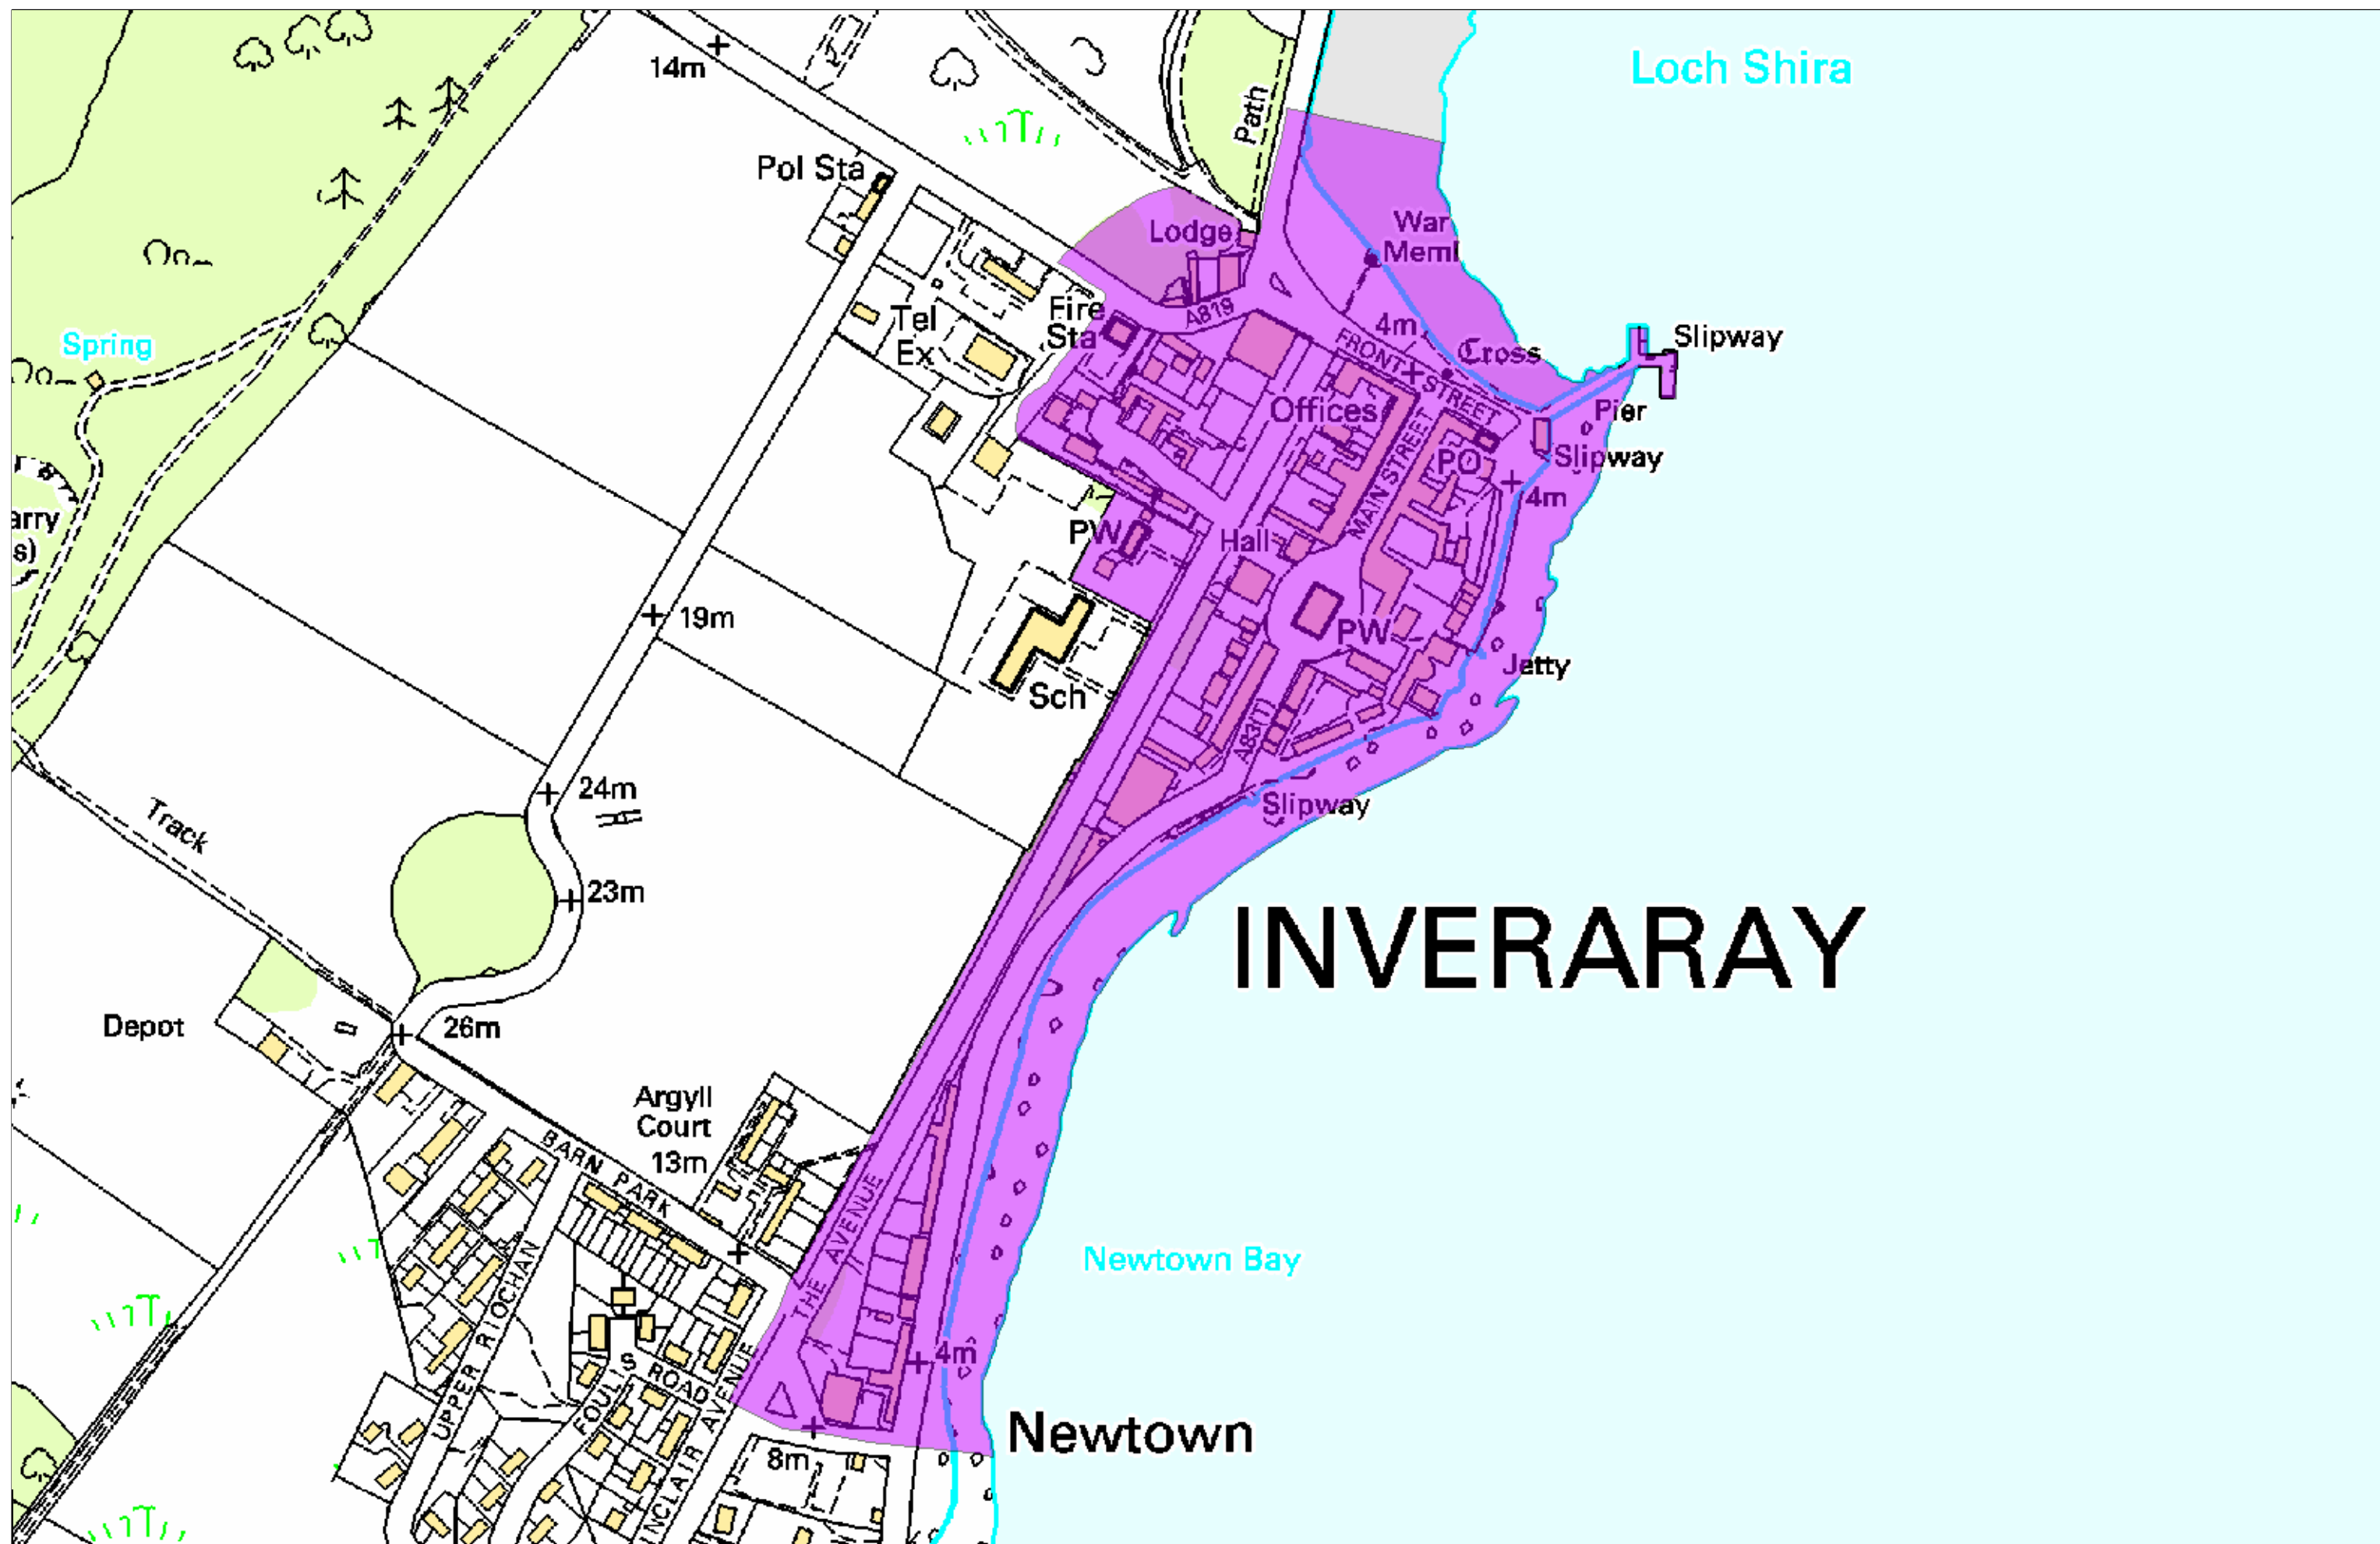 Loch Shira
14m
Path
Pol Sta
War
Meml
Lodge
Fire
Sta
A819
4m
Tel
Ex
Spring
FRONT STREET
Cross
Slipway
Offices
Pier
MAIN STREET
PO
Slipway
4m
arry
s)
PW
Hall
19m
PW
Jetty
Sch
A83(T)
24m
Slipway
Track
23m
INVERARAY
Depot
26m
Argyll
Court
13m
BARN PARK
THE AVENUE
Newtown Bay
UPPER RIOCHAN
4m
FOUL S ROAD
INCLAIR AVENUE
Newtown
8m